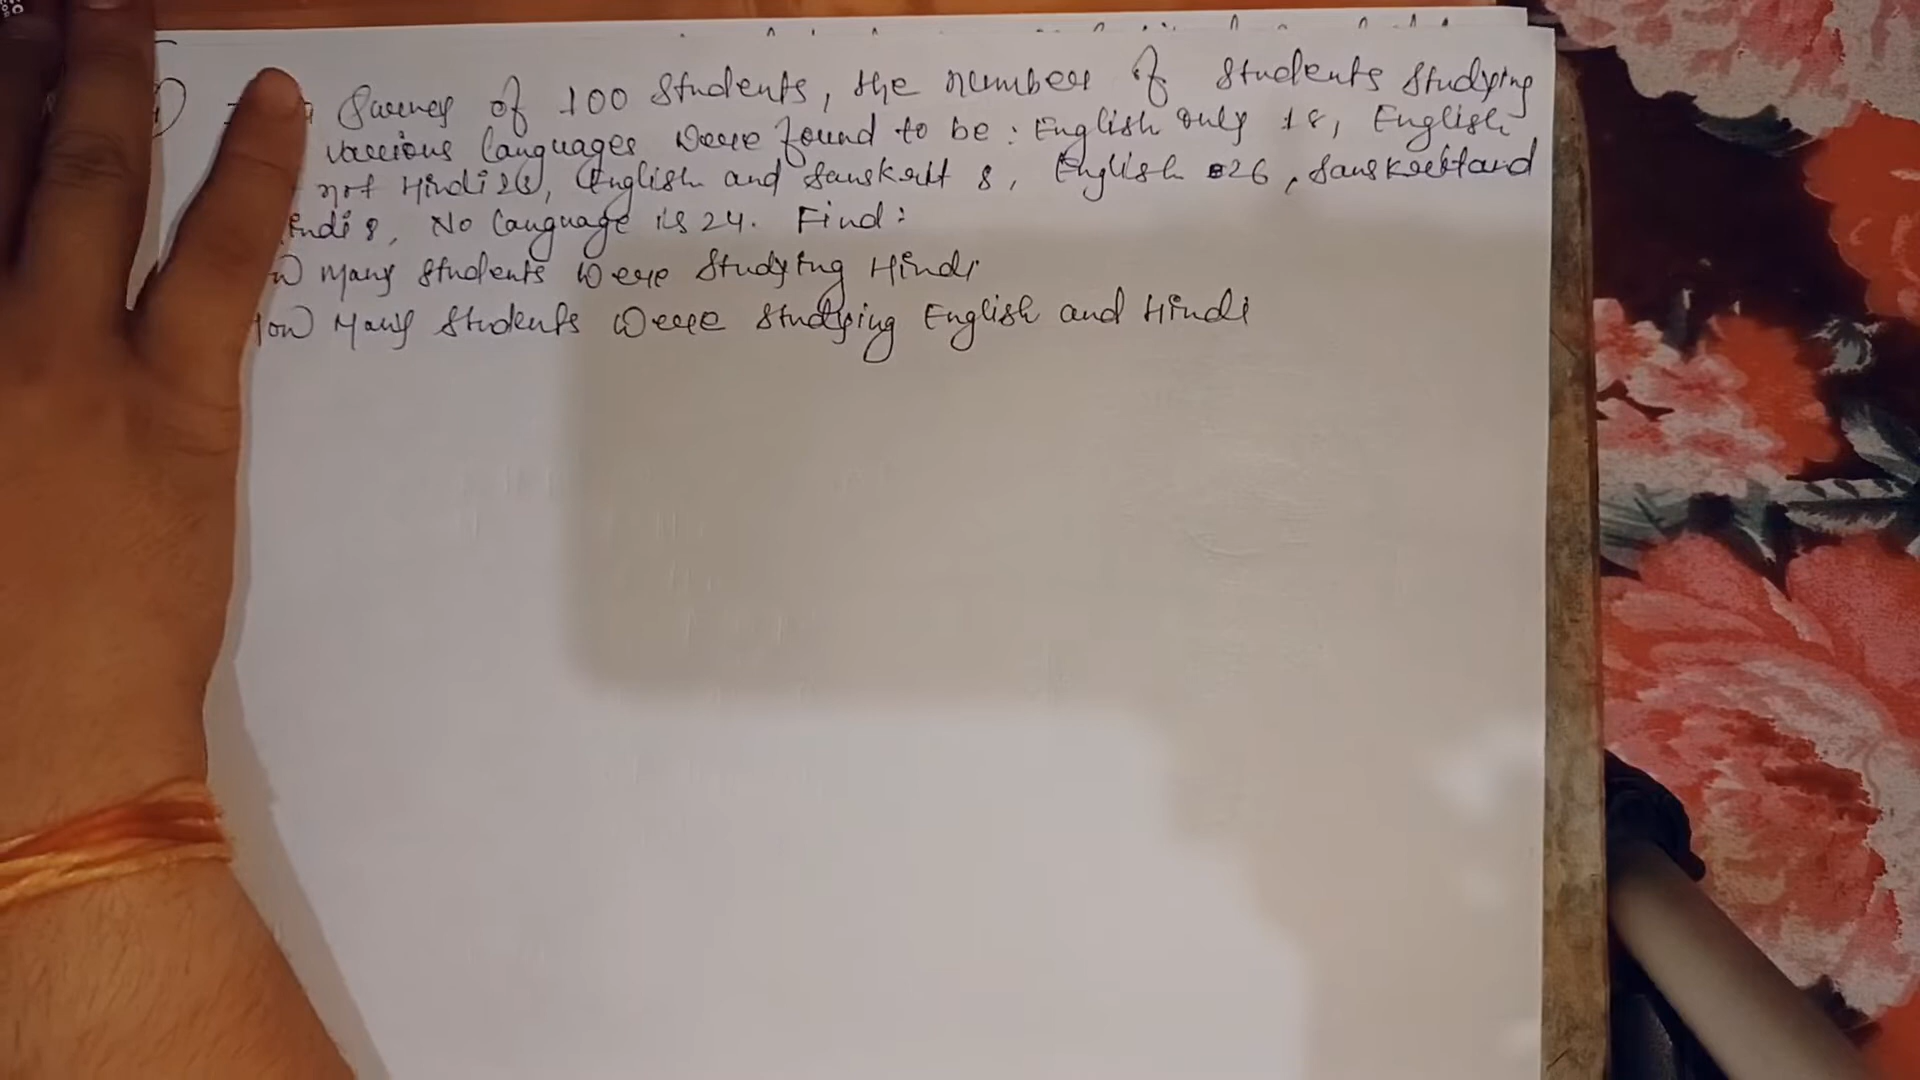 Survey of 100 Students, the number of Students Studying
various languages were found to be: English only 18, English
not Hindi 23, English and Sanskrit 8, English 26, Sanskrit and
8, No language is 24. Find:
Many Students were Studying Hindi
Many Students were Studying English and Hindi